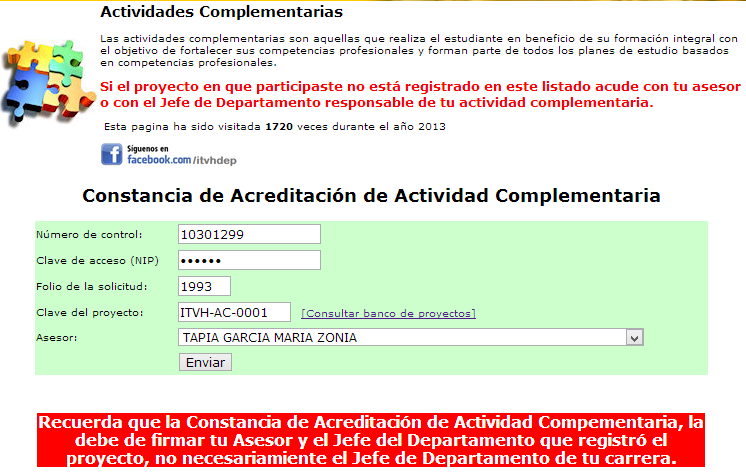 Actividades Complementarias
Las actividades complementarias son aquellas que realiza el estudiante en beneficio de su formación integral con
el objetivo de fortalecer sus competencias profesionales y forman parte de todos los planes de estudio basados
en competencias profesionales.
Si el proyecto en que participaste no está registrado en este listado acude con tu asesor
o con el Jefe de Departamento responsable de tu actividad complementaria.
Esta pagina ha sido visitada 1720 veces durante el año 2013
Síguenos en
facebook.com/itvhdep
Constancia de Acreditación de Actividad Complementaria
Número de control: 10301299
Clave de acceso (NIP) ••••••
Folio de la solicitud: 1993
Clave del proyecto: ITVH-AC-0001 [Consultar banco de proyectos]
Asesor: TAPIA GARCIA MARIA ZONIA
Enviar
Recuerda que la Constancia de Acreditación de Actividad Compementaria, la
debe de firmar tu Asesor y el Jefe del Departamento que registró el
proyecto, no necesariamente el Jefe de Departamento de tu carrera.